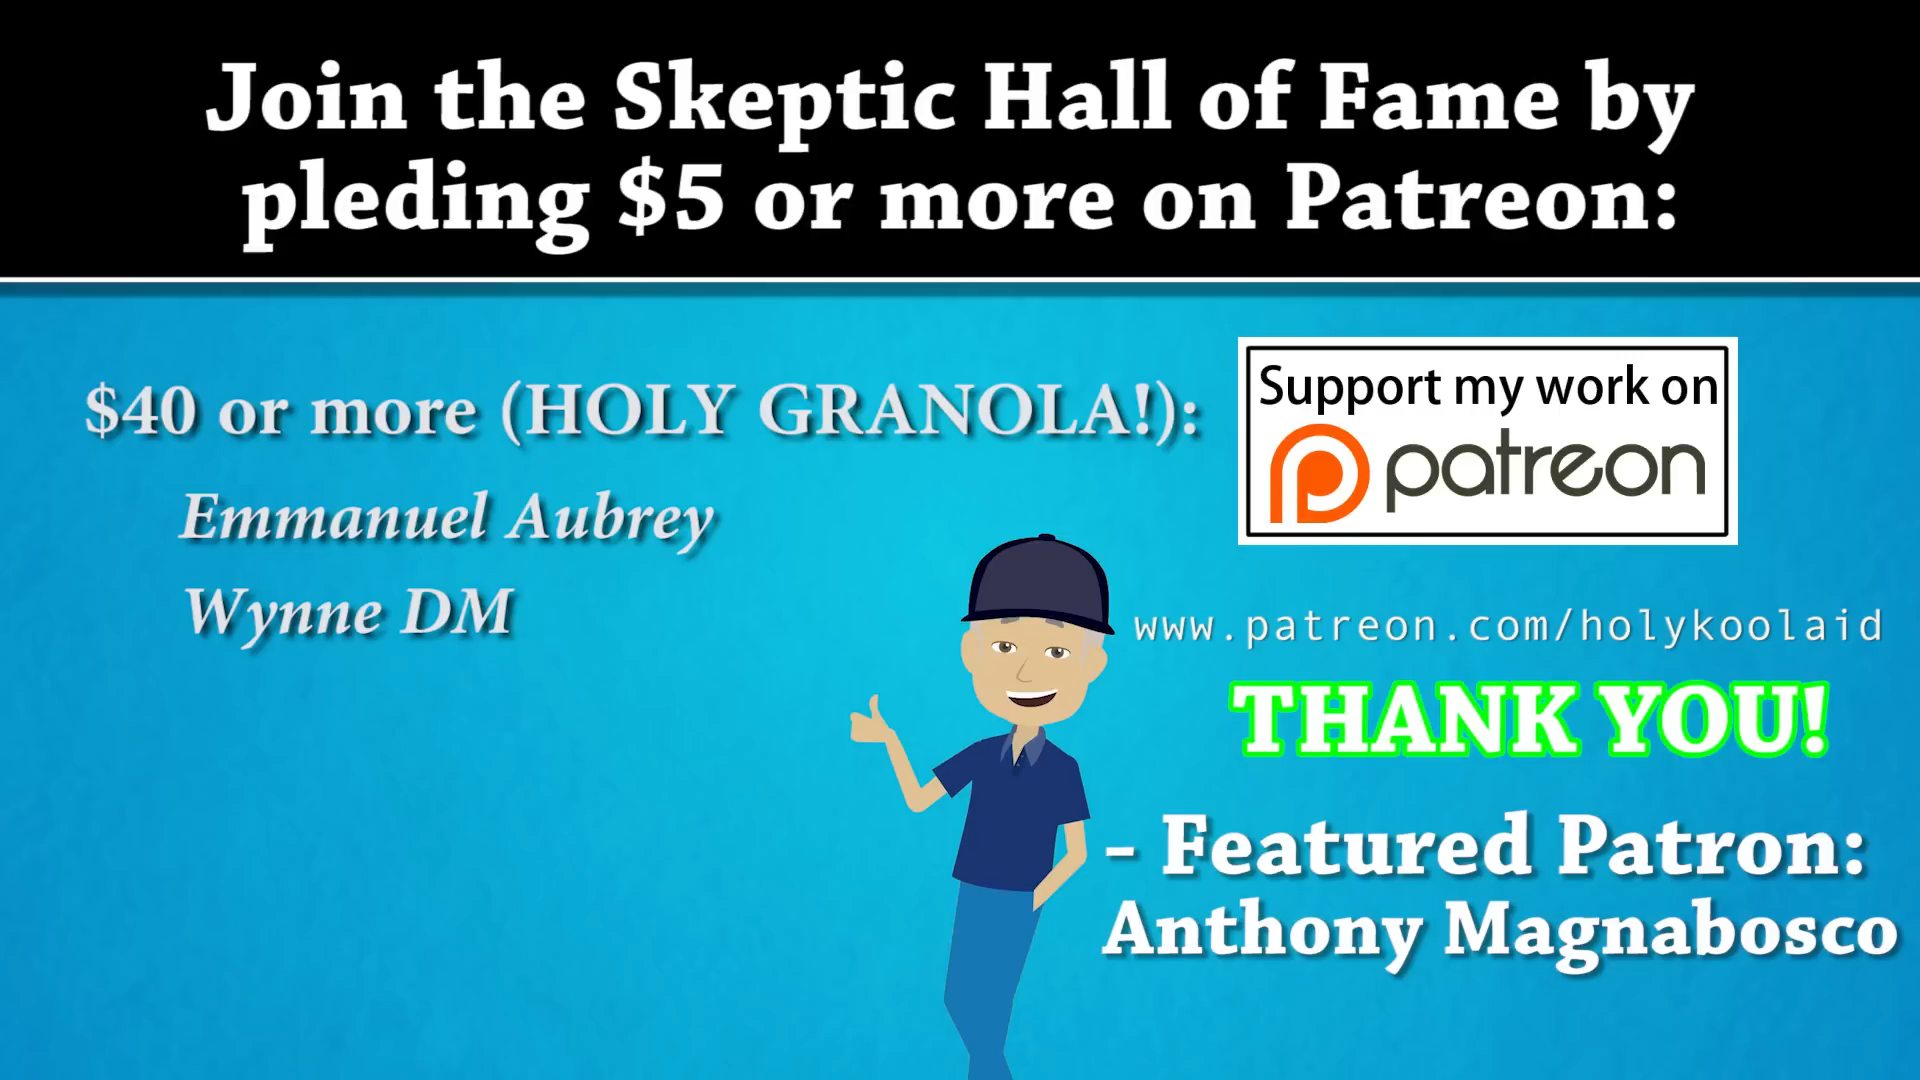 Join the Skeptic Hall of Fame by
pleding $5 or more on Patreon:
$40 or more (HOLY GRANOLA!):
Emmanuel Aubrey
Wynne DM
Support my work on
patreon
www.patreon.com/holykoolaid
THANK YOU!
- Featured Patron:
Anthony Magnabosco